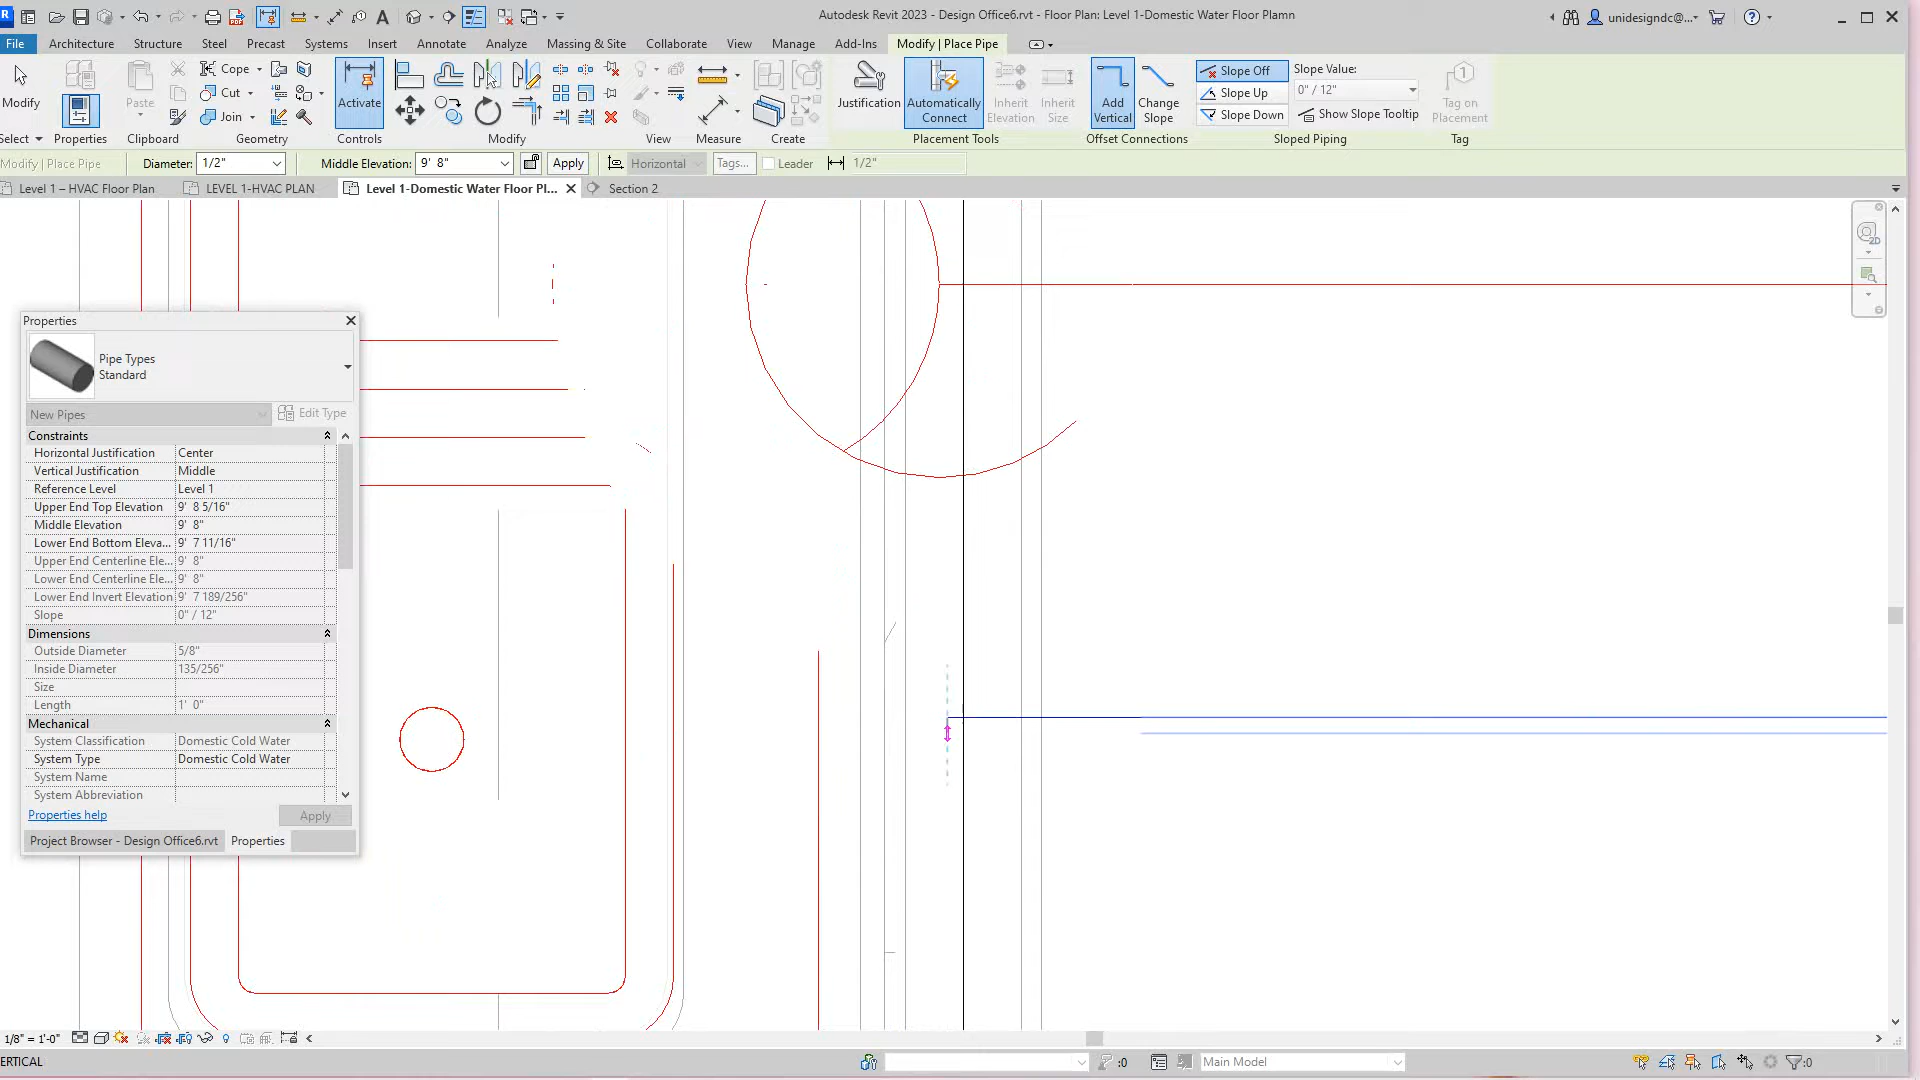 Autodesk Revit 2023 - Design Office6.rvt - Floor Plan: Level 1-Domestic Water Floor Plamn
unidesigndc@...
File Architecture Structure Steel Precast Systems Insert Annotate Analyze Massing & Site Collaborate View Manage Add-Ins Modify | Place Pipe
Modify
Select
Properties
Paste
Clipboard
Cope
Cut
Join
Geometry
Activate
Controls
Modify
View
Measure
Create
Justification
Automatically
Connect
Inherit
Elevation
Inherit
Size
Placement Tools
Add
Vertical
Change
Slope
Offset Connections
Slope Off
Slope Up
Slope Down
Slope Value:
0" / 12"
Show Slope Tooltip
Sloped Piping
Tag on
Placement
Tag
Modify | Place Pipe
Diameter: 1/2"
Middle Elevation: 9' 8"
Apply
Horizontal
Tags...
Leader
1/2"
Level 1 – HVAC Floor Plan
LEVEL 1-HVAC PLAN
Level 1-Domestic Water Floor Pl...
Section 2
2D
Properties
Pipe Types
Standard
New Pipes
Edit Type
Constraints
Horizontal Justification Center
Vertical Justification Middle
Reference Level Level 1
Upper End Top Elevation 9' 8 5/16"
Middle Elevation 9' 8"
Lower End Bottom Eleva... 9' 7 11/16"
Upper End Centerline Ele... 9' 8"
Lower End Centerline Ele... 9' 8"
Lower End Invert Elevation 9' 7 189/256"
Slope 0" / 12"
Dimensions
Outside Diameter 5/8"
Inside Diameter 135/256"
Size
Length 1' 0"
Mechanical
System Classification Domestic Cold Water
System Type Domestic Cold Water
System Name
System Abbreviation
Properties help
Apply
Project Browser - Design Office6.rvt
Properties
1/8" = 1'-0"
ERTICAL
:0
Main Model
:0